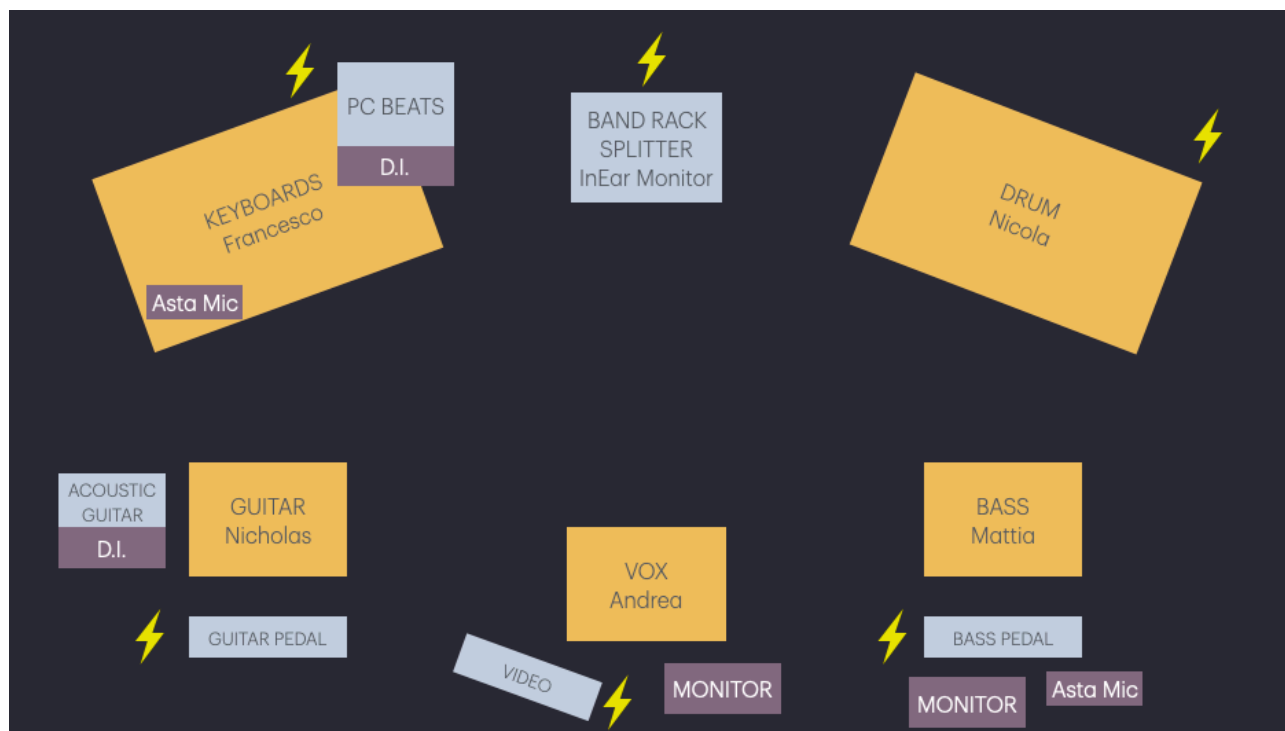 PC BEATS
D.I.
KEYBOARDS
Francesco
Asta Mic
BAND RACK
SPLITTER
InEar Monitor
DRUM
Nicola
ACOUSTIC
GUITAR
D.I.
GUITAR
Nicholas
GUITAR PEDAL
VOX
Andrea
VIDEO
MONITOR
BASS
Mattia
BASS PEDAL
MONITOR
Asta Mic